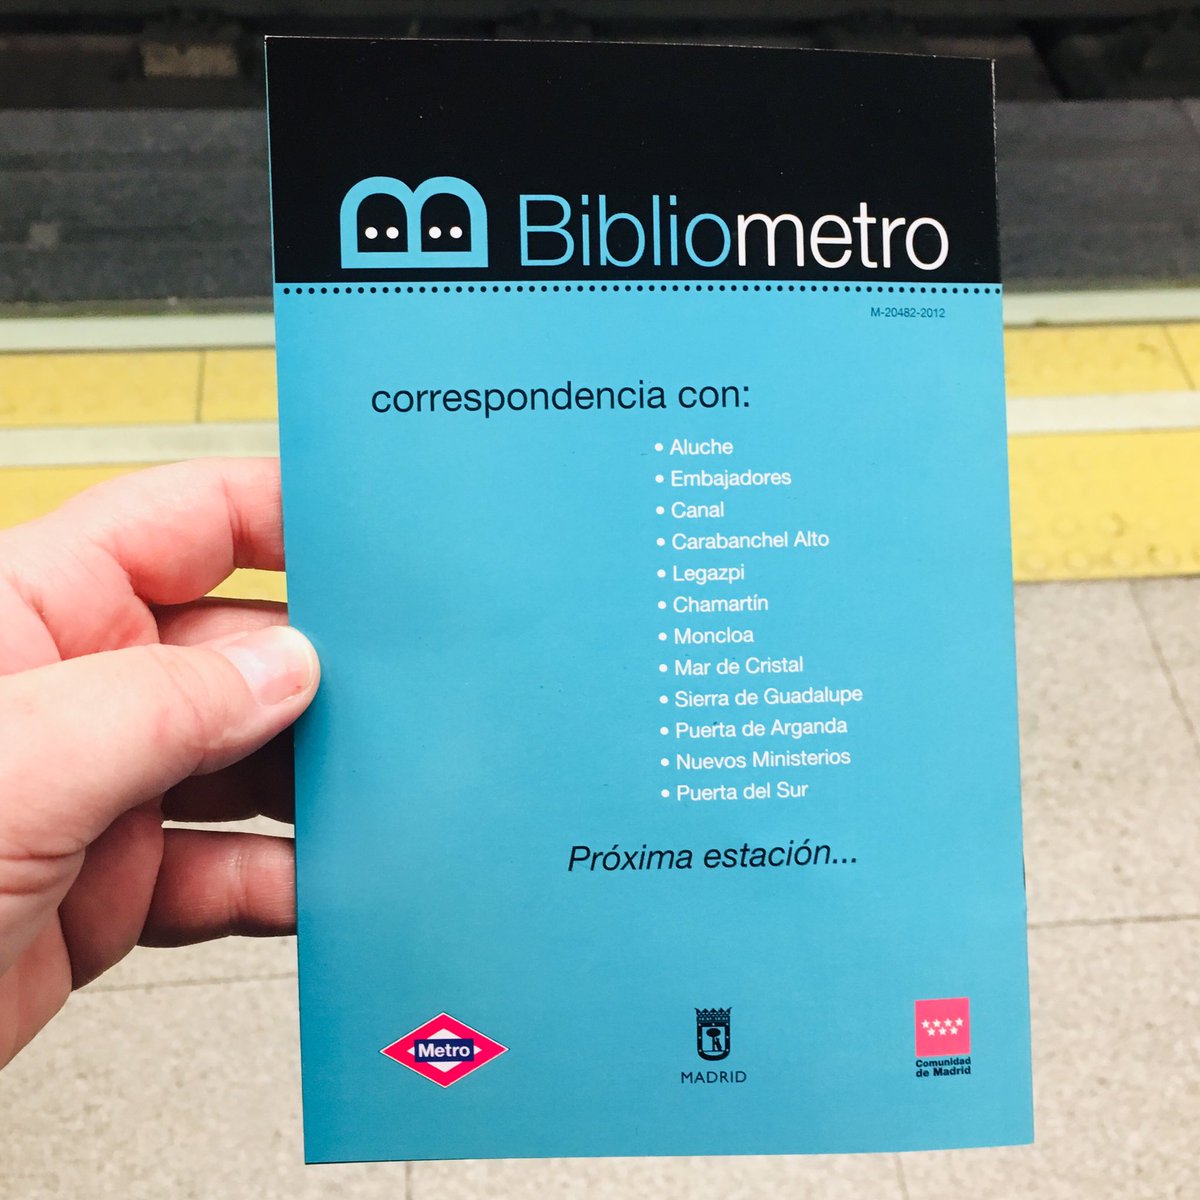 Bibliometro
M-20482-2012
correspondencia con:
• Aluche
• Embajadores
• Canal
• Carabanchel Alto
• Legazpi
• Chamartín
• Moncloa
• Mar de Cristal
• Sierra de Guadalupe
• Puerta de Arganda
• Nuevos Ministerios
• Puerta del Sur
Próxima estación...
Metro
MADRID
Comunidad
de Madrid